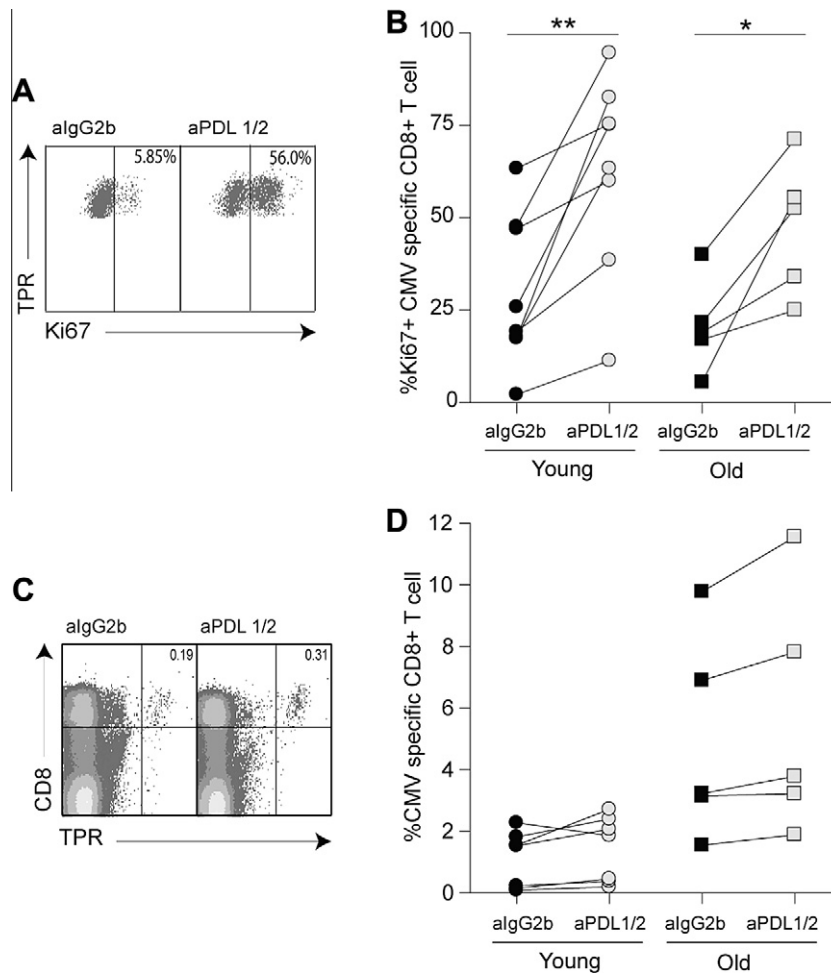 A
aIgG2b aPDL 1/2
5.85% 56.0%
TPR
Ki67
B
** *
%Ki67+ CMV specific CD8+ T cell
100
75
50
25
0
aIgG2b aPDL1/2 aIgG2b aPDL1/2
Young Old
C
aIgG2b aPDL 1/2
0.19 0.31
CD8
TPR
D
%CMV specific CD8+ T cell
12
10
8
6
4
2
0
aIgG2b aPDL1/2 aIgG2b aPDL1/2
Young Old